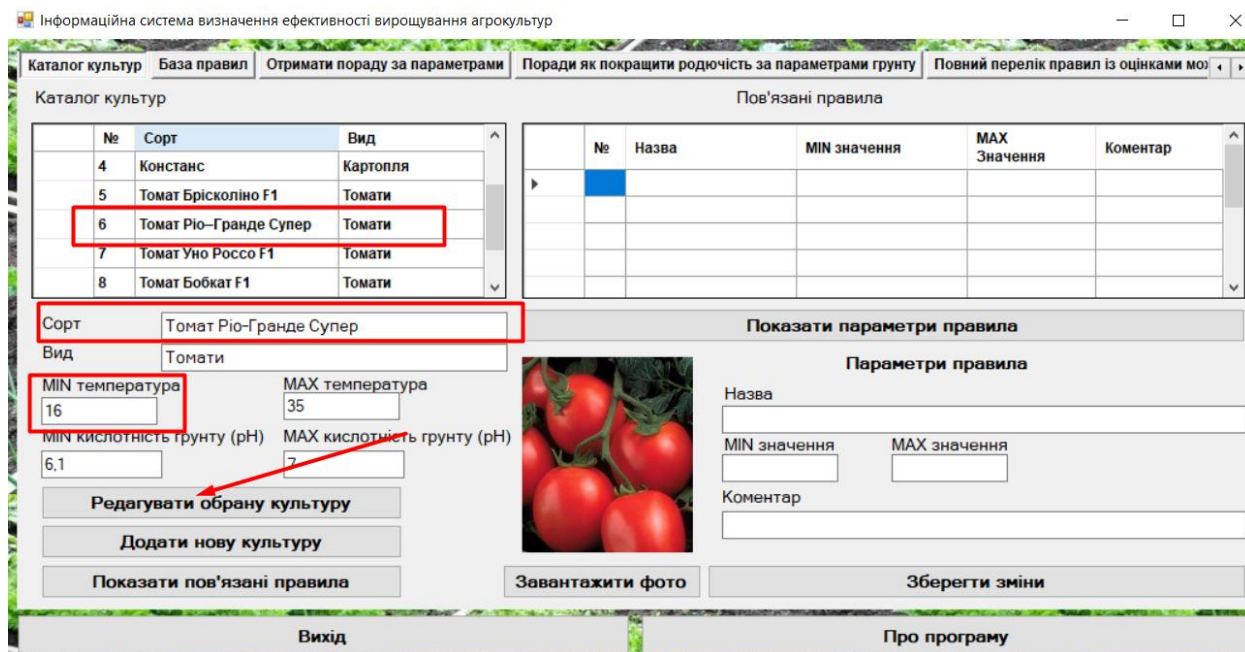 Інформаційна система визначення ефективності вирощування агрокультур
Каталог культур База правил Отримати пораду за параметрами Поради як покращити родючість за параметрами грунту Повний перелік правил із оцінками
Каталог культур
№ Сорт Вид
4 Констанс Картопля
5 Томат Брісколіно F1 Томати
6 Томат Ріо–Гранде Супер Томати
7 Томат Уно Россо F1 Томати
8 Томат Бобкат F1 Томати
Пов'язані правила
№ Назва MIN значення MAX Значення Коментар
Сорт Томат Ріо-Гранде Супер
Вид Томати
MIN температура MAX температура
16 35
MIN кислотність грунту (pH) MAX кислотність грунту (pH)
6,1 7
Редагувати обрану культуру
Додати нову культуру
Показати пов'язані правила
Завантажити фото
Показати параметри правила
Параметри правила
Назва
MIN значення MAX значення
Коментар
Зберегти зміни
Вихід Про програму